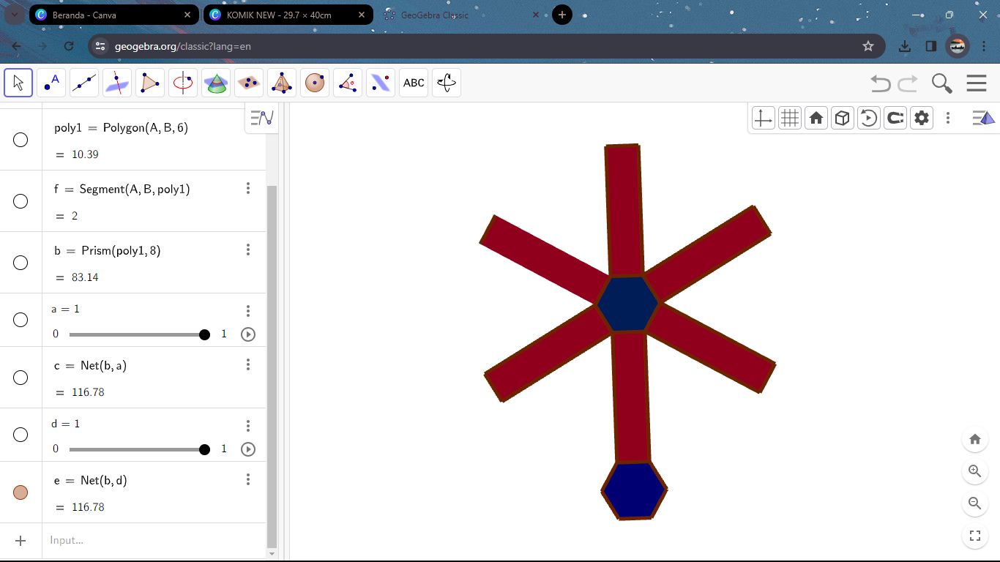 Beranda - Canva
KOMIK NEW - 29.7 × 40cm
GeoGebra Classic
geogebra.org/classic?lang=en
A
ABC
poly1 = Polygon(A, B, 6)
= 10.39
f = Segment(A, B, poly1)
= 2
b = Prism(poly1, 8)
= 83.14
a = 1
0 1
c = Net(b, a)
= 116.78
d = 1
0 1
e = Net(b, d)
= 116.78
Input...